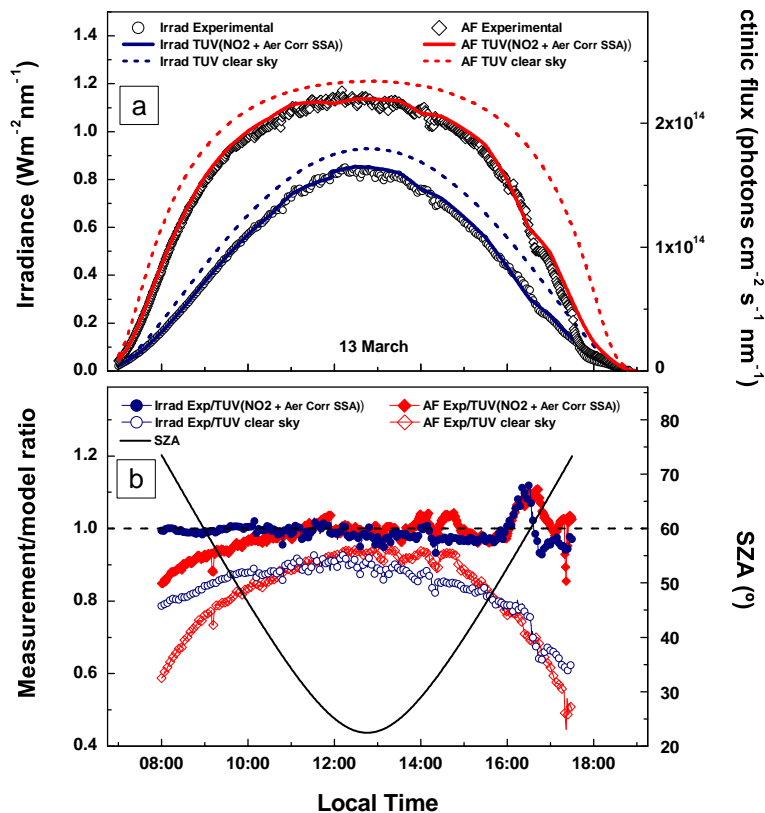 Irrad Experimental
AF Experimental
Irrad TUV(NO2 + Aer Corr SSA))
AF TUV(NO2 + Aer Corr SSA))
Irrad TUV clear sky
AF TUV clear sky
a
1.4
1.2
1.0
0.8
0.6
0.4
0.2
0.0
Irradiance (Wm-2nm-1)
2x10^14
1x10^14
0
ctinic flux (photons cm-2 s-1 nm-1)
13 March
Irrad Exp/TUV(NO2 + Aer Corr SSA))
AF Exp/TUV(NO2 + Aer Corr SSA))
Irrad Exp/TUV clear sky
AF Exp/TUV clear sky
SZA
b
1.2
1.0
0.8
0.6
0.4
Measurement/model ratio
80
70
60
50
40
30
20
SZA (º)
08:00
10:00
12:00
14:00
16:00
18:00
Local Time